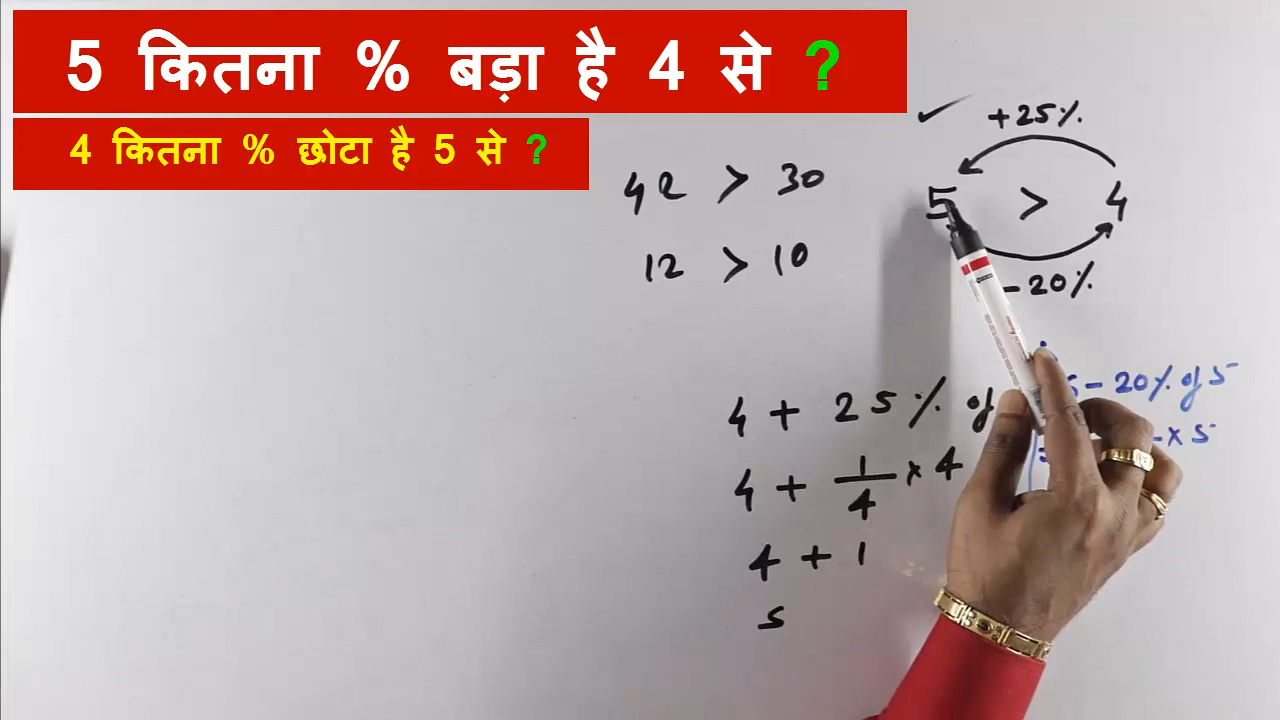 5 कितना % बड़ा है 4 से ?
4 कितना % छोटा है 5 से ?
+25%
42 > 30
5 > 4
12 > 10
-20%
4 + 25% of
5 - 20% of 5
4 + 1/4 × 4
× 5
4 + 1
5